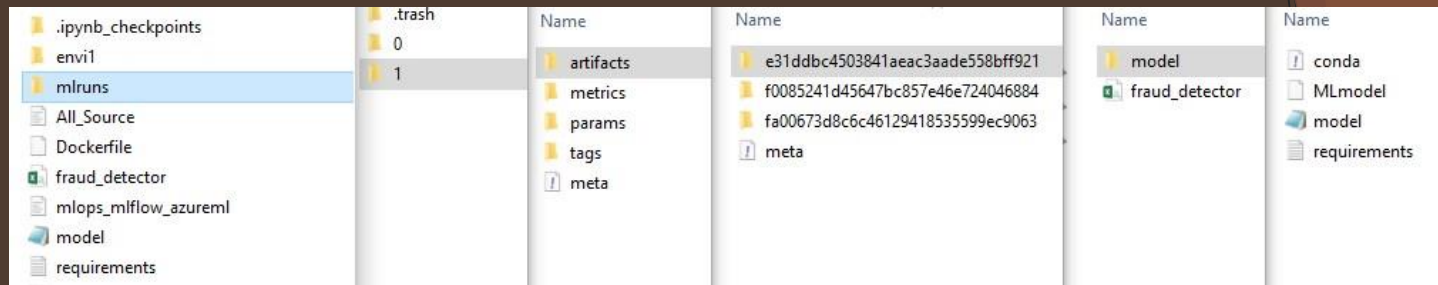 .ipynb_checkpoints
envi1
mlruns
All_Source
Dockerfile
fraud_detector
mlops_mlflow_azureml
model
requirements
.trash
0
1
Name
artifacts
metrics
params
tags
meta
Name
e31ddbc4503841aeac3aade558bff921
f0085241d45647bc857e46e724046884
fa00673d8c6c46129418535599ec9063
meta
Name
model
fraud_detector
Name
conda
MLmodel
model
requirements